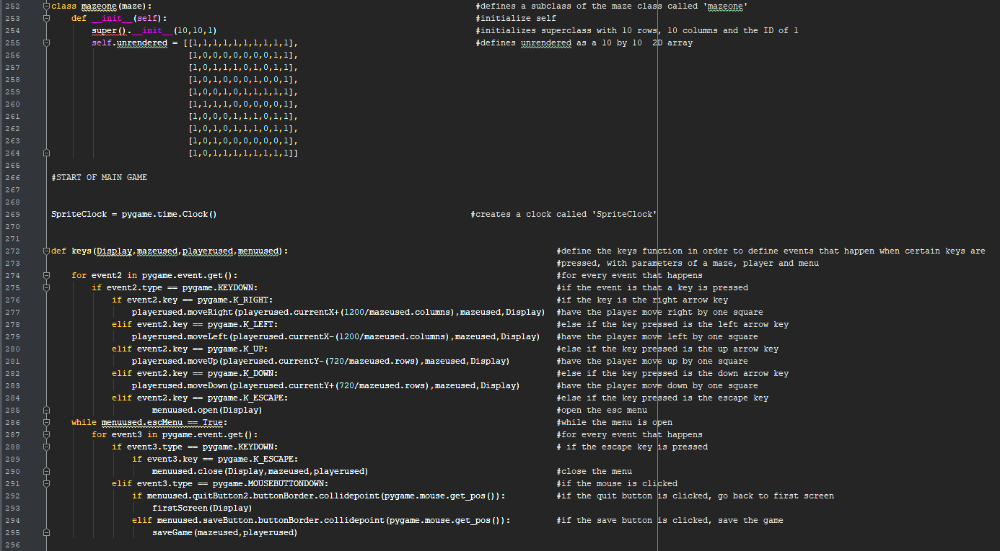 252 class mazeone(maze): #defines a subclass of the maze class called 'mazeone'
253 def __init__(self): #initialize self
254 super().__init__(10,10,1) #initializes superclass with 10 rows, 10 columns and the ID of 1
255 self.unrendered = [[1,1,1,1,1,1,1,1,1,1], #defines unrendered as a 10 by 10 2D array
256 [1,0,0,0,0,0,0,0,1,1],
257 [1,0,1,1,1,0,1,0,1,1],
258 [1,0,1,0,0,0,1,0,0,1],
259 [1,0,0,1,0,1,1,1,1,1],
260 [1,1,1,1,0,0,0,0,0,1],
261 [1,0,0,0,1,1,1,0,1,1],
262 [1,0,1,0,1,1,1,0,1,1],
263 [1,0,1,0,0,0,0,0,0,1],
264 [1,0,1,1,1,1,1,1,1,1]]
265
266 #START OF MAIN GAME
267
268
269 SpriteClock = pygame.time.Clock() #creates a clock called 'SpriteClock'
270
271
272 def keys(Display,mazeused,playerused,menuused): #define the keys function in order to define events that happen when certain keys are
273 #pressed, with parameters of a maze, player and menu
274 for event2 in pygame.event.get(): #for every event that happens
275 if event2.type == pygame.KEYDOWN: #if the event is that a key is pressed
276 if event2.key == pygame.K_RIGHT: #if the key is the right arrow key
277 playerused.moveRight(playerused.currentX+(1200/mazeused.columns),mazeused,Display) #have the player move right by one square
278 elif event2.key == pygame.K_LEFT: #else if the key pressed is the left arrow key
279 playerused.moveLeft(playerused.currentX-(1200/mazeused.columns),mazeused,Display) #have the player move left by one square
280 elif event2.key == pygame.K_UP: #else if the key pressed is the up arrow key
281 playerused.moveUp(playerused.currentY-(720/mazeused.rows),mazeused,Display) #have the player move up by one square
282 elif event2.key == pygame.K_DOWN: #else if the key pressed is the down arrow key
283 playerused.moveDown(playerused.currentY+(720/mazeused.rows),mazeused,Display) #have the player move down by one square
284 elif event2.key == pygame.K_ESCAPE: #else if the key pressed is the escape key
285 menuused.open(Display) #open the esc menu
286 while menuused.escMenu == True: #while the menu is open
287 for event3 in pygame.event.get(): #for every event that happens
288 if event3.type == pygame.KEYDOWN: # if the escape key is pressed
289 if event3.key == pygame.K_ESCAPE:
290 menuused.close(Display,mazeused,playerused) #close the menu
291 elif event3.type == pygame.MOUSEBUTTONDOWN: #if the mouse is clicked
292 if menuused.quitButton2.buttonBorder.collidepoint(pygame.mouse.get_pos()): #if the quit button is clicked, go back to first screen
293 firstScreen(Display)
294 elif menuused.saveButton.buttonBorder.collidepoint(pygame.mouse.get_pos()): #if the save button is clicked, save the game
295 saveGame(mazeused,playerused)
296